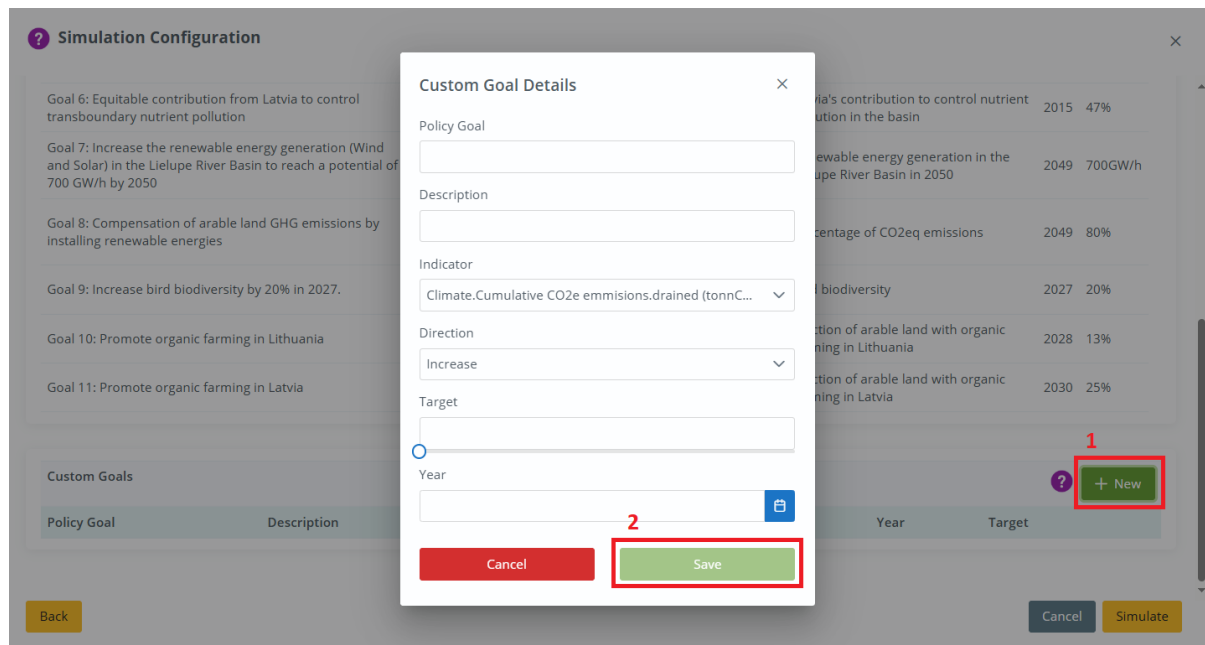 ? Simulation Configuration
Goal 6: Equitable contribution from Latvia to control
transboundary nutrient pollution
via's contribution to control nutrient
ution in the basin
2015 47%
Goal 7: Increase the renewable energy generation (Wind
and Solar) in the Lielupe River Basin to reach a potential of
700 GW/h by 2050
ewable energy generation in the
upe River Basin in 2050
2049 700GW/h
Goal 8: Compensation of arable land GHG emissions by
installing renewable energies
centage of CO2eq emissions
2049 80%
Goal 9: Increase bird biodiversity by 20% in 2027.
d biodiversity
2027 20%
Goal 10: Promote organic farming in Lithuania
ction of arable land with organic
ming in Lithuania
2028 13%
Goal 11: Promote organic farming in Latvia
ction of arable land with organic
ming in Latvia
2030 25%
Custom Goals
?
1
+ New
Policy Goal Description Year Target
Back
Cancel
Simulate
Custom Goal Details
Policy Goal
Description
Indicator
Climate.Cumulative CO2e emmisions.drained (tonnC...
Direction
Increase
Target
Year
2
Cancel
Save